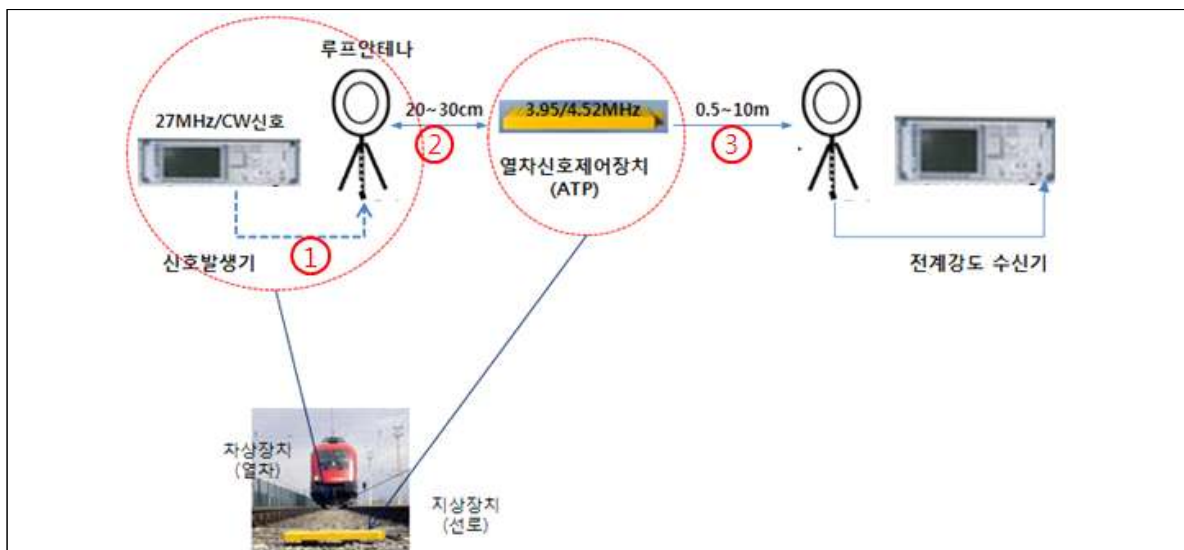 루프안테나
27MHz/CW신호
20~30cm
3.95/4.52MHz
0.5~10m
②
③
열차신호제어장치
(ATP)
①
신호발생기
전계강도 수신기
차상장치
(열차)
지상장치
(선로)